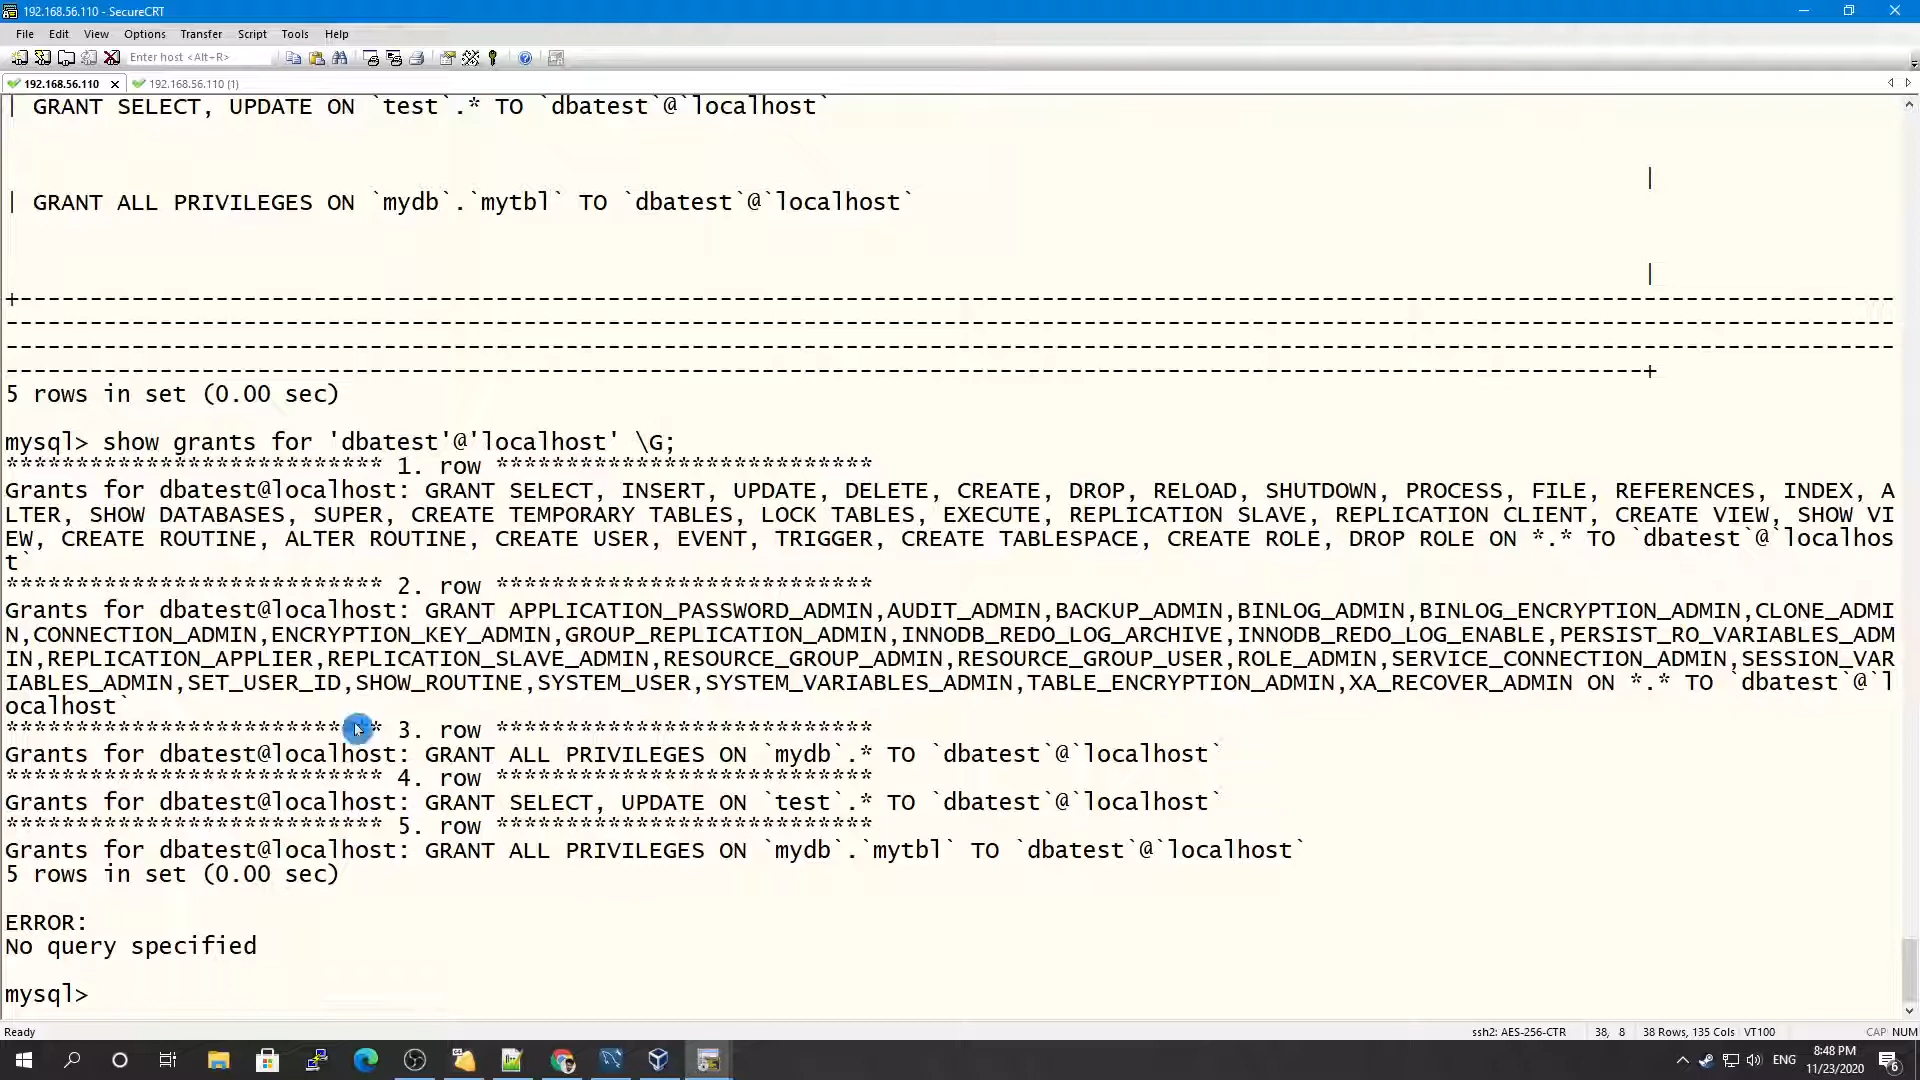 192.168.56.110 - SecureCRT
File Edit View Options Transfer Script Tools Help
Enter host <Alt+R>
192.168.56.110 192.168.56.110 (1)
| GRANT SELECT, UPDATE ON `test`.* TO `dbatest`@`localhost`
|
| GRANT ALL PRIVILEGES ON `mydb`.`mytbl` TO `dbatest`@`localhost`
|
+--------------------------------------------------------------------------------------------------------------------------------------
---------------------------------------------------------------------------------------------------------------------------------------
---------------------------------------------------------------------------------------------------------------------------------------
---------------------------------------------------------------------------------------------------------------------+
5 rows in set (0.00 sec)
mysql> show grants for 'dbatest'@'localhost' \G;
*************************** 1. row ***************************
Grants for dbatest@localhost: GRANT SELECT, INSERT, UPDATE, DELETE, CREATE, DROP, RELOAD, SHUTDOWN, PROCESS, FILE, REFERENCES, INDEX, A
LTER, SHOW DATABASES, SUPER, CREATE TEMPORARY TABLES, LOCK TABLES, EXECUTE, REPLICATION SLAVE, REPLICATION CLIENT, CREATE VIEW, SHOW VI
EW, CREATE ROUTINE, ALTER ROUTINE, CREATE USER, EVENT, TRIGGER, CREATE TABLESPACE, CREATE ROLE, DROP ROLE ON *.* TO `dbatest`@`localhos
t`
*************************** 2. row ***************************
Grants for dbatest@localhost: GRANT APPLICATION_PASSWORD_ADMIN,AUDIT_ADMIN,BACKUP_ADMIN,BINLOG_ADMIN,BINLOG_ENCRYPTION_ADMIN,CLONE_ADMI
N,CONNECTION_ADMIN,ENCRYPTION_KEY_ADMIN,GROUP_REPLICATION_ADMIN,INNODB_REDO_LOG_ARCHIVE,INNODB_REDO_LOG_ENABLE,PERSIST_RO_VARIABLES_ADM
IN,REPLICATION_APPLIER,REPLICATION_SLAVE_ADMIN,RESOURCE_GROUP_ADMIN,RESOURCE_GROUP_USER,ROLE_ADMIN,SERVICE_CONNECTION_ADMIN,SESSION_VAR
IABLES_ADMIN,SET_USER_ID,SHOW_ROUTINE,SYSTEM_USER,SYSTEM_VARIABLES_ADMIN,TABLE_ENCRYPTION_ADMIN,XA_RECOVER_ADMIN ON *.* TO `dbatest`@`l
ocalhost`
*************************** 3. row ***************************
Grants for dbatest@localhost: GRANT ALL PRIVILEGES ON `mydb`.* TO `dbatest`@`localhost`
*************************** 4. row ***************************
Grants for dbatest@localhost: GRANT SELECT, UPDATE ON `test`.* TO `dbatest`@`localhost`
*************************** 5. row ***************************
Grants for dbatest@localhost: GRANT ALL PRIVILEGES ON `mydb`.`mytbl` TO `dbatest`@`localhost`
5 rows in set (0.00 sec)
ERROR:
No query specified
mysql>
Ready ssh2: AES-256-CTR 38, 8 38 Rows, 135 Cols VT100 CAP NUM
ENG 8:48 PM
11/23/2020 6